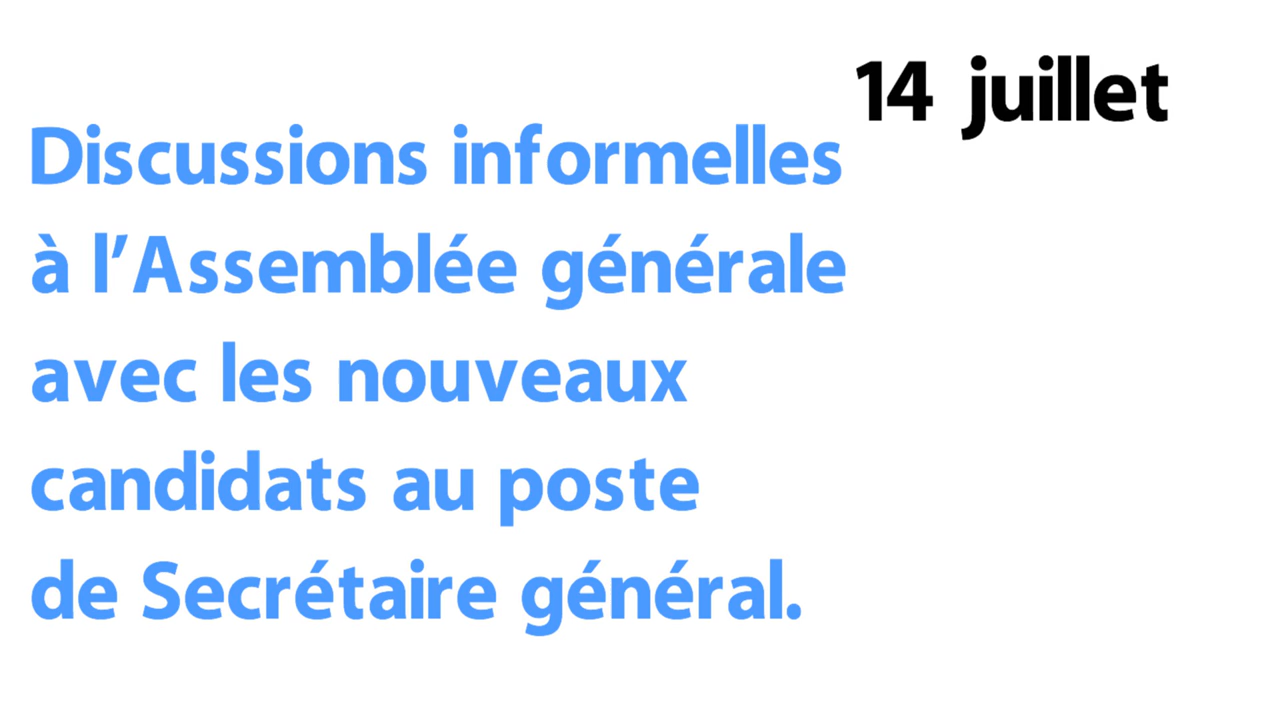 14 juillet
Discussions informelles
à l’Assemblée générale
avec les nouveaux
candidats au poste
de Secrétaire général.